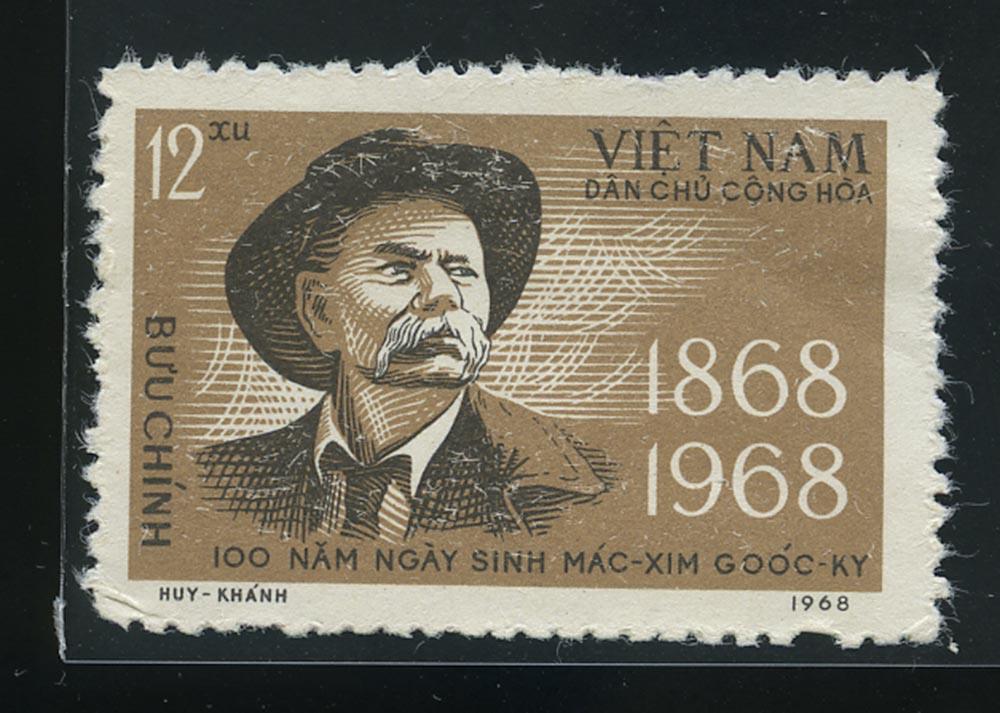 12 xu
VIỆT NAM
DÂN CHỦ CỘNG HÒA
BƯU CHÍNH
1868
1968
100 NĂM NGÀY SINH MÁC-XIM GOÓC-KY
HUY-KHÁNH
1968